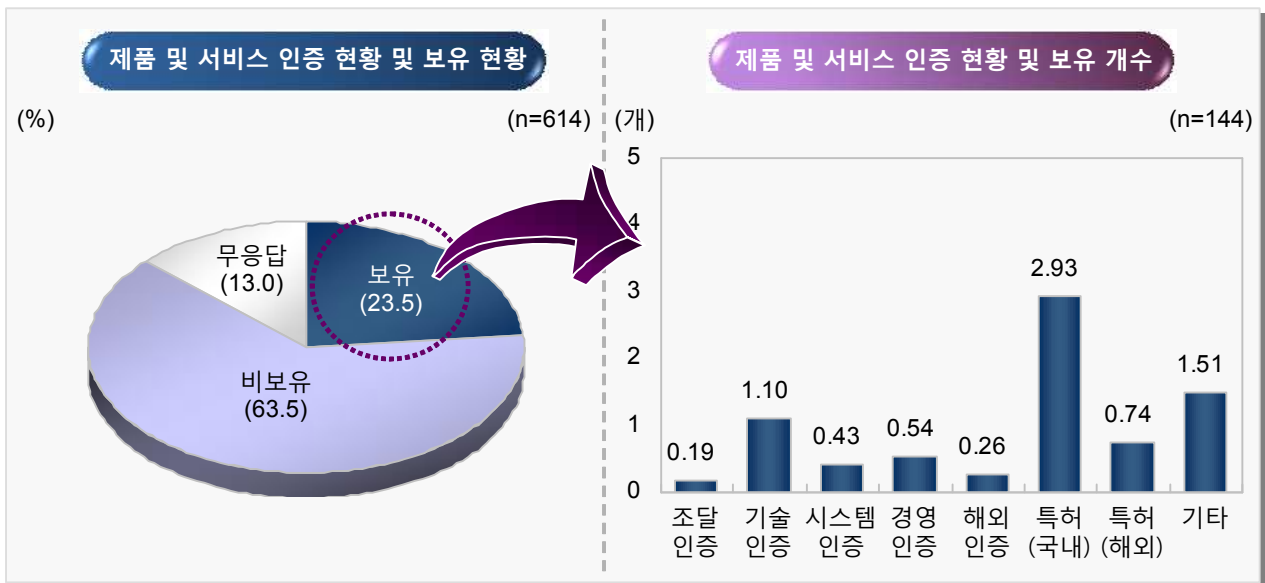 제품 및 서비스 인증 현황 및 보유 현황
(%)
(n=614)
무응답
(13.0)
보유
(23.5)
비보유
(63.5)
제품 및 서비스 인증 현황 및 보유 개수
(개)
(n=144)
5
4
3
2
1
0
0.19
1.10
0.43
0.54
0.26
2.93
0.74
1.51
조달 기술 시스템 경영 해외 특허 특허 기타
인증 인증 인증 인증 인증 (국내) (해외)